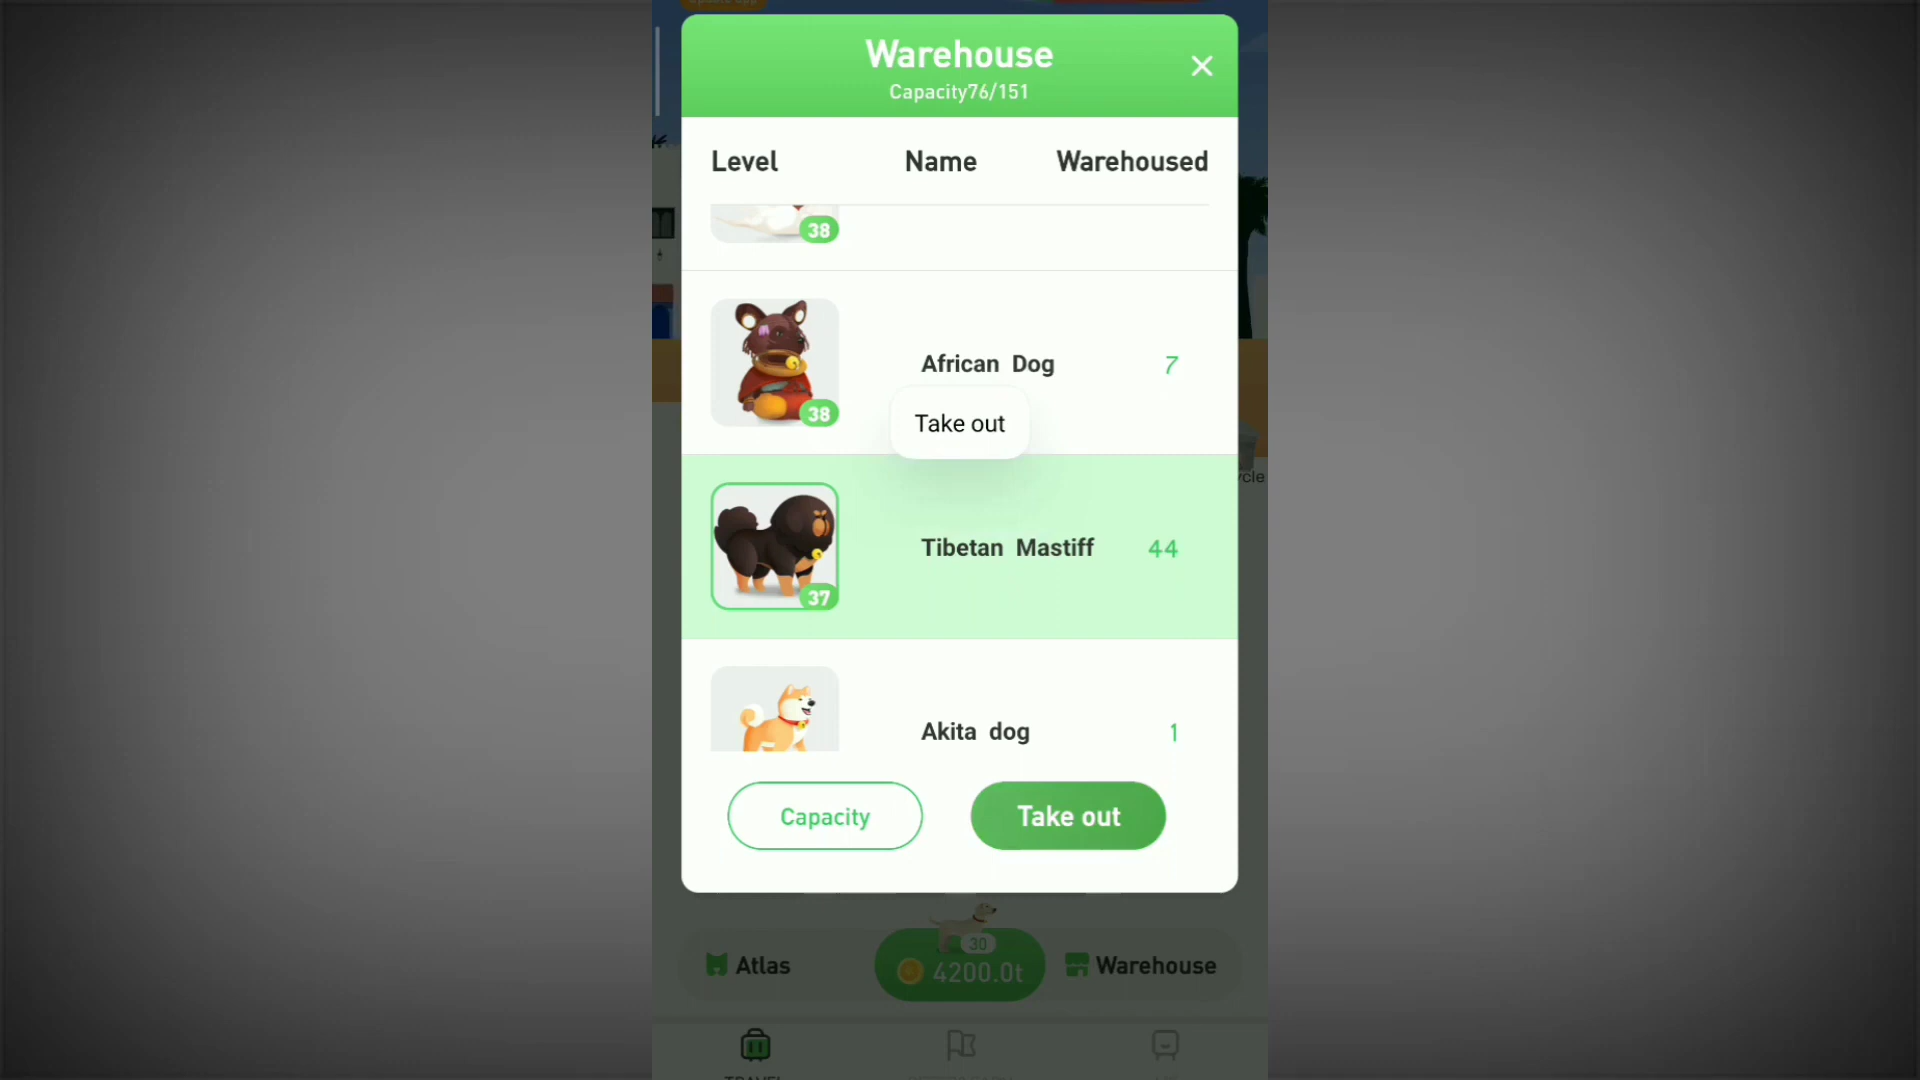 Warehouse
Capacity76/151
Level Name Warehoused
38
African Dog 7
38
Take out
Tibetan Mastiff 44
37
Akita dog 1
Capacity Take out
30
Atlas 4200.0t Warehouse